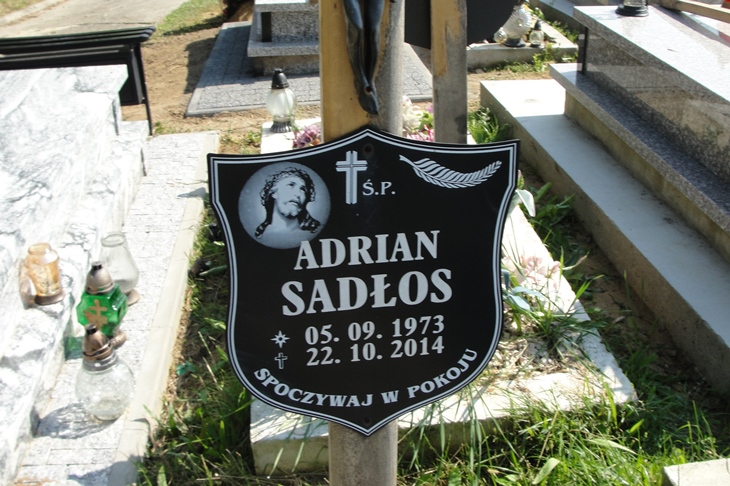 Ś.P.
ADRIAN
SADŁOS
05. 09. 1973
22. 10. 2014
SPOCZYWAJ W POKOJU